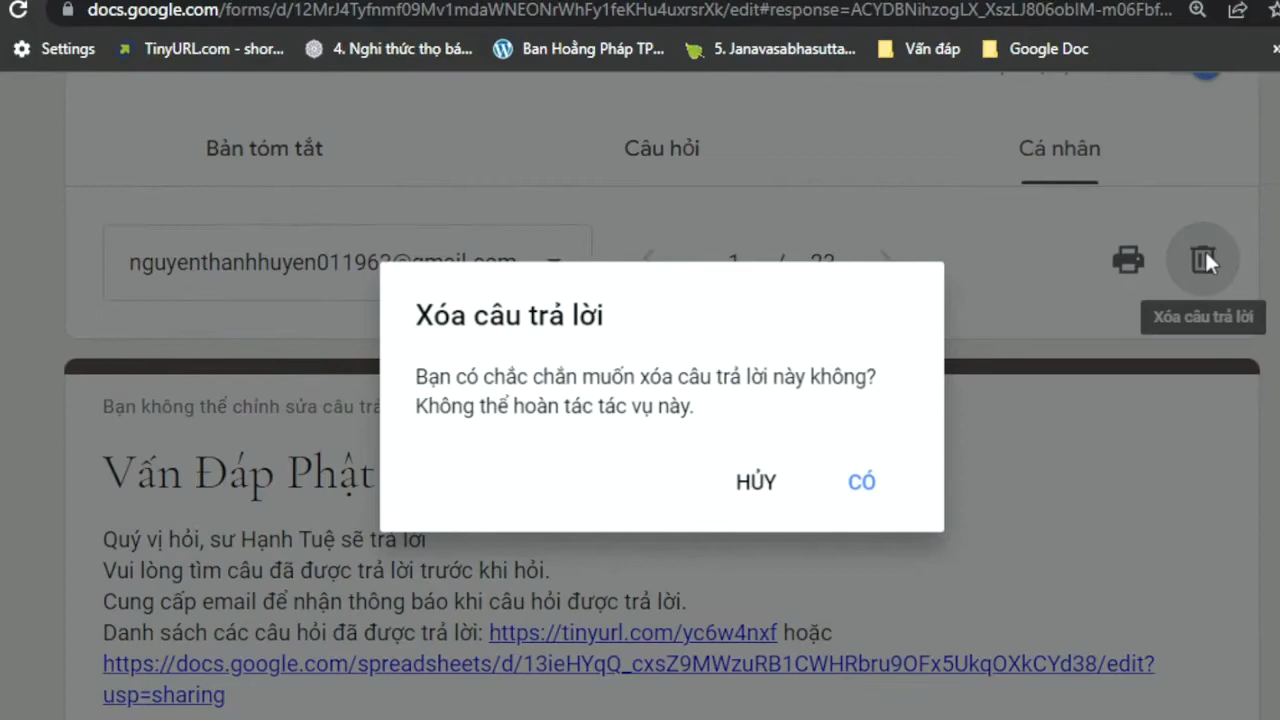 docs.google.com/forms/d/12MrJ4Tyfnmf09Mv1mdaWNEONrWhFy1feKHu4uxrsrXk/edit#response=ACYDBNihzogLX_XszLJ806oblM-m06Fbf...
Settings TinyURL.com - shor... 4. Nghi thức thọ bá... Ban Hoằng Pháp TP... 5. Janavasabhasutta... Vấn đáp Google Doc
Bản tóm tắt Câu hỏi Cá nhân
nguyenthanhhuyen011963@gmail.com 1 / 23
Xóa câu trả lời
Xóa câu trả lời
Bạn có chắc chắn muốn xóa câu trả lời này không?
Không thể hoàn tác tác vụ này.
HỦY CÓ
Bạn không thể chỉnh sửa câu trả
Vấn Đáp Phật
Quý vị hỏi, sư Hạnh Tuệ sẽ trả lời
Vui lòng tìm câu đã được trả lời trước khi hỏi.
Cung cấp email để nhận thông báo khi câu hỏi được trả lời.
Danh sách các câu hỏi đã được trả lời: https://tinyurl.com/yc6w4nxf hoặc
https://docs.google.com/spreadsheets/d/13ieHYqQ_cxsZ9MWzuRB1CWHRbru9OFx5UkqOXkCYd38/edit?
usp=sharing